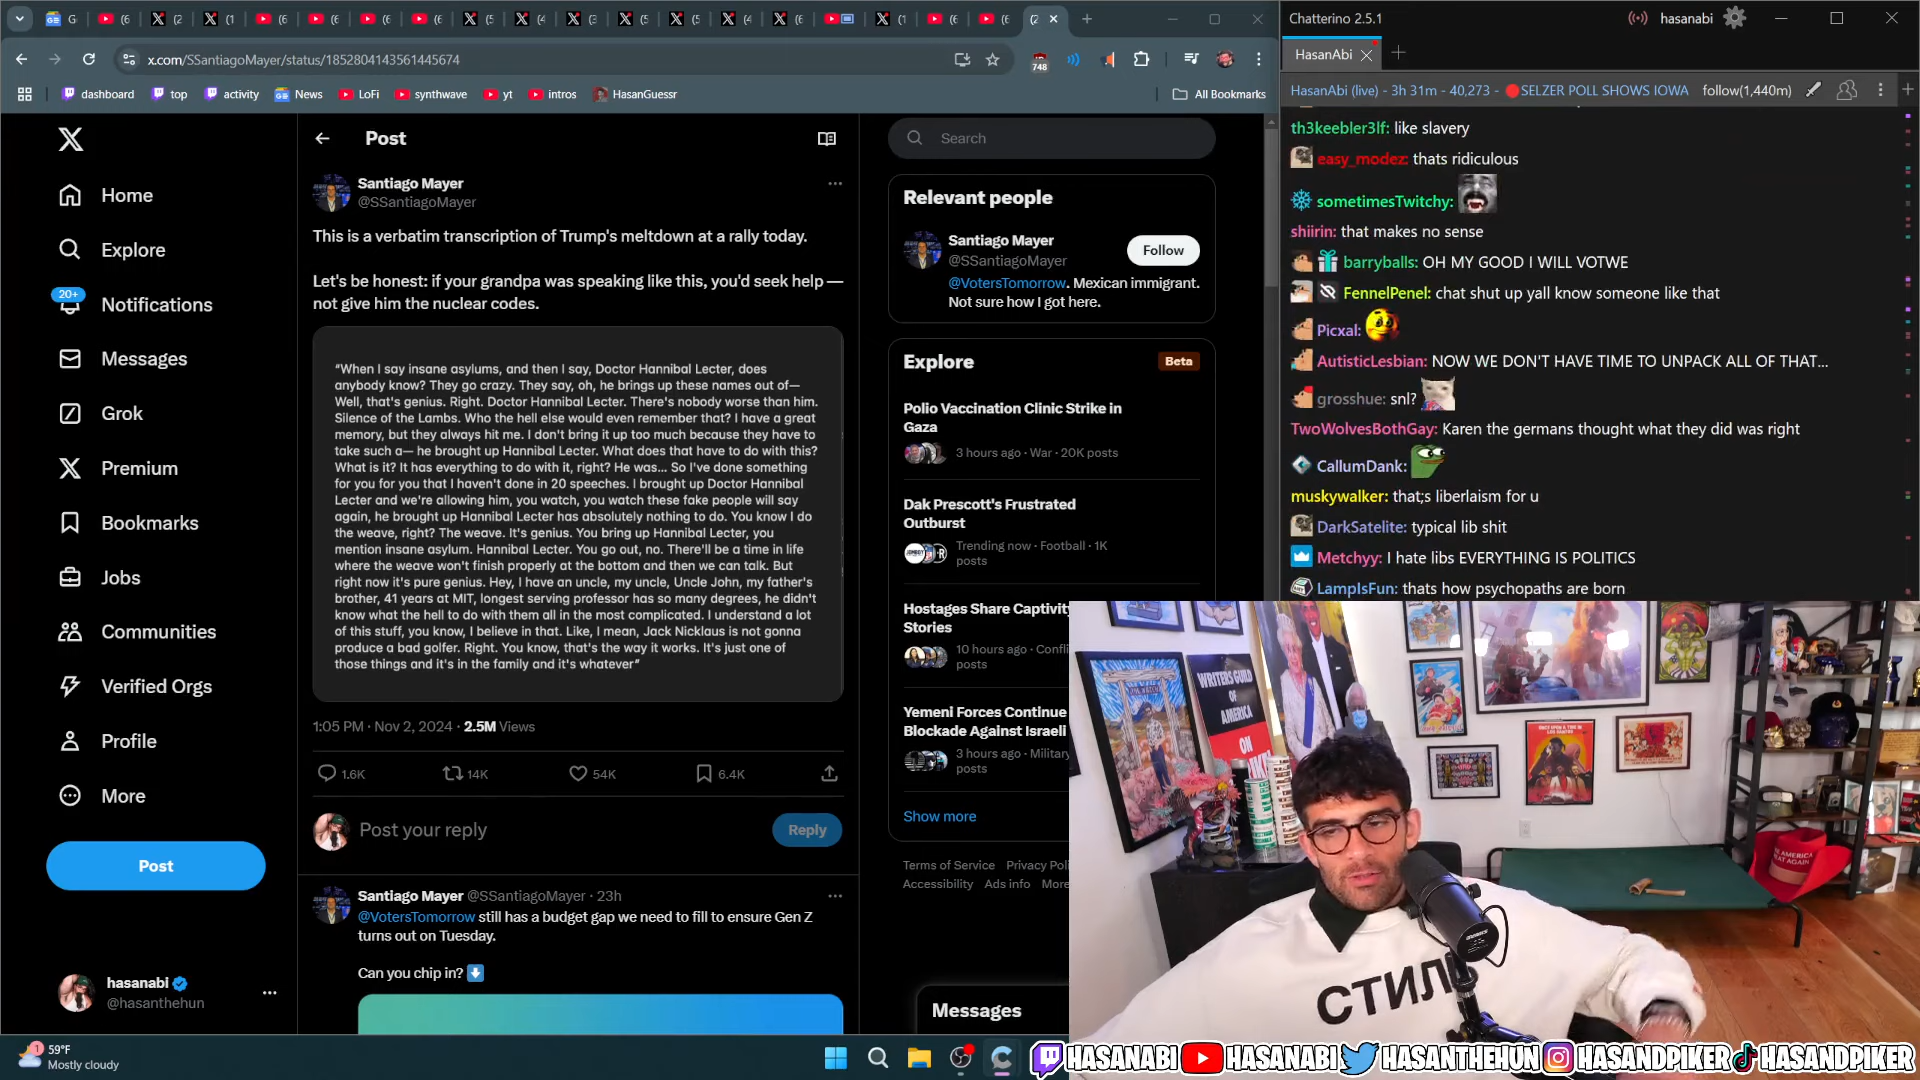 x.com/SSantiagoMayer/status/1852804143561445674
748
dashboard
top
activity
News
LoFi
synthwave
yt
intros
HasanGuessr
All Bookmarks
Home
Explore
20+
Notifications
Messages
Grok
Premium
Bookmarks
Jobs
Communities
Verified Orgs
Profile
More
Post
hasanabi
@hasanthehun
Post
Santiago Mayer
@SSantiagoMayer
This is a verbatim transcription of Trump's meltdown at a rally today.
Let's be honest: if your grandpa was speaking like this, you'd seek help —
not give him the nuclear codes.
“When I say insane asylums, and then I say, Doctor Hannibal Lecter, does
anybody know? They go crazy. They say, oh, he brings up these names out of—
Well, that's genius. Right. Doctor Hannibal Lecter. There's nobody worse than him.
Silence of the Lambs. Who the hell else would even remember that? I have a great
memory, but they always hit me. I don't bring it up too much because they have to
take such a— he brought up Hannibal Lecter. What does that have to do with this?
What is it? It has everything to do with it, right? He was... So I've done something
for you for you that I haven't done in 20 speeches. I brought up Doctor Hannibal
Lecter and we're allowing him, you watch, you watch these fake people will say
again, he brought up Hannibal Lecter has absolutely nothing to do. You know I do
the weave, right? The weave. It's genius. You bring up Hannibal Lecter, you
mention insane asylum. Hannibal Lecter. You go out, no. There'll be a time in life
where the weave won't finish properly at the bottom and then we can talk. But
right now it's pure genius. Hey, I have an uncle, my uncle, Uncle John, my father's
brother, 41 years at MIT, longest serving professor has so many degrees, he didn't
know what the hell to do with them all in the most complicated. I understand a lot
of this stuff, you know, I believe in that. Like, I mean, Jack Nicklaus is not gonna
produce a bad golfer. Right. You know, that's the way it works. It's just one of
those things and it's in the family and it's whatever”
1:05 PM · Nov 2, 2024 · 2.5M Views
1.6K
14K
54K
6.4K
Post your reply
Reply
Santiago Mayer @SSantiagoMayer · 23h
@VotersTomorrow still has a budget gap we need to fill to ensure Gen Z
turns out on Tuesday.
Can you chip in?
Search
Relevant people
Santiago Mayer
@SSantiagoMayer
Follow
@VotersTomorrow. Mexican immigrant.
Not sure how I got here.
Explore
Beta
Polio Vaccination Clinic Strike in
Gaza
3 hours ago · War · 20K posts
Dak Prescott's Frustrated
Outburst
Trending now · Football · 1K
posts
Hostages Share Captivity
Stories
10 hours ago · Confli
posts
Yemeni Forces Continue
Blockade Against Israeli
3 hours ago · Military
posts
Show more
Terms of Service
Privacy Poli
Accessibility
Ads info
More
Messages
Chatterino 2.5.1
hasanabi
HasanAbi
HasanAbi (live) - 3h 31m - 40,273 - SELZER POLL SHOWS IOWA
follow(1,440m)
th3keebler3lf: like slavery
easy_modez: thats ridiculous
sometimesTwitchy:
shiirin: that makes no sense
barryballs: OH MY GOOD I WILL VOTWE
FennelPenel: chat shut up yall know someone like that
Picxal:
AutisticLesbian: NOW WE DON'T HAVE TIME TO UNPACK ALL OF THAT...
grosshue: snl?
TwoWolvesBothGay: Karen the germans thought what they did was right
CallumDank:
muskywalker: that;s liberlaism for u
DarkSatelite: typical lib shit
Metchyy: I hate libs EVERYTHING IS POLITICS
LampIsFun: thats how psychopaths are born
WRITERS GUILD
OF
AMERICA
ON
СТИЛЬ
59°F
Mostly cloudy
HASANABI
HASANABI
HASANTHEHUN
HASANDPIKER
HASANDPIKER